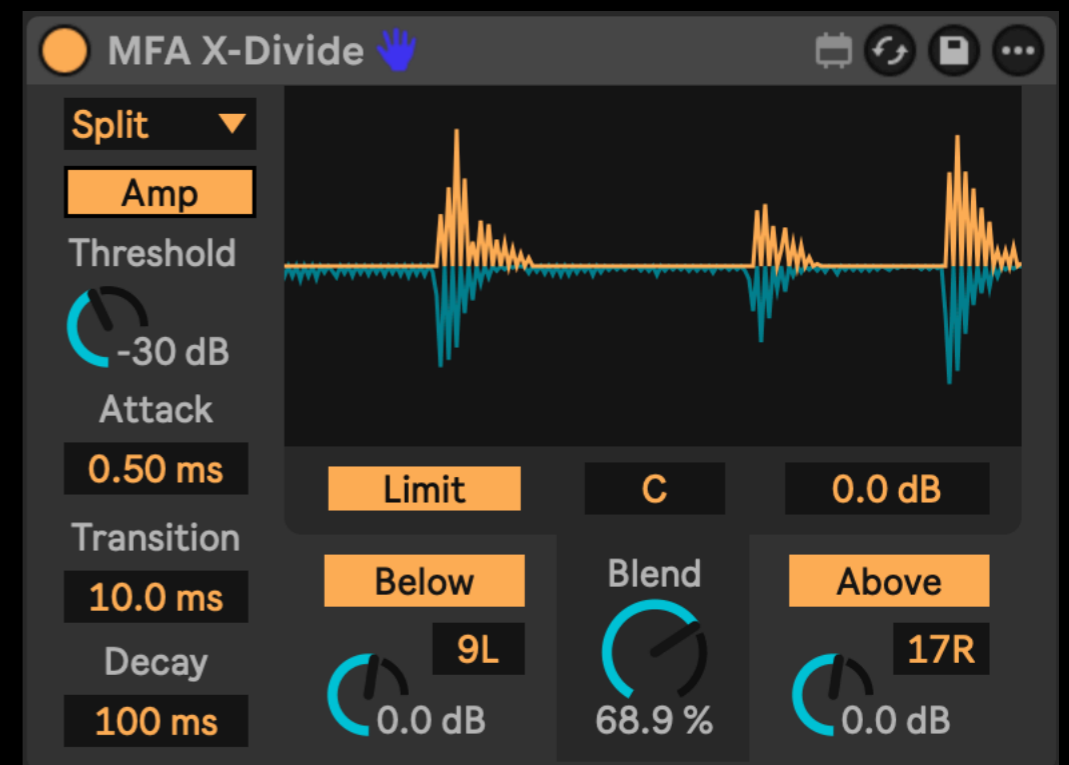 MFA X-Divide
Split
Amp
Threshold
-30 dB
Attack
0.50 ms
Transition
10.0 ms
Decay
100 ms
Limit
C
0.0 dB
Below
9L
0.0 dB
Blend
68.9 %
Above
17R
0.0 dB